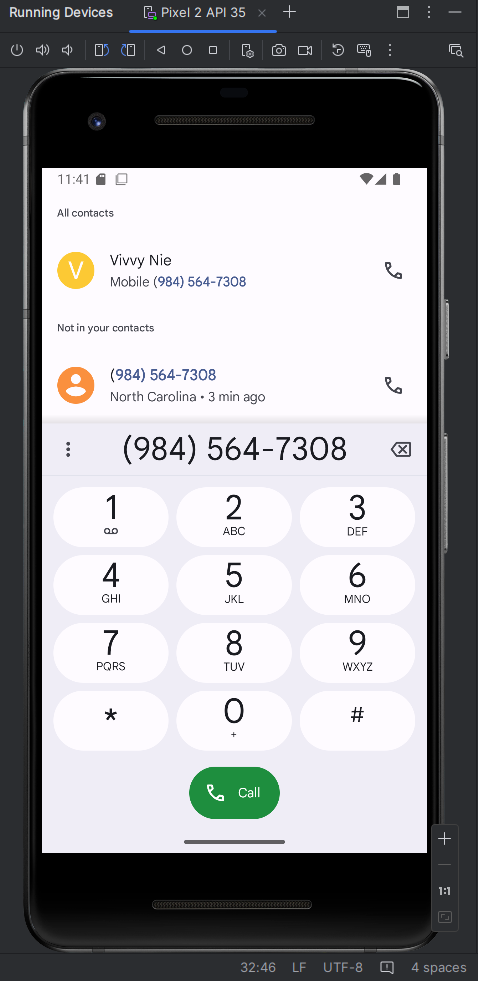 Running Devices
Pixel 2 API 35
11:41
All contacts
V
Vivvy Nie
Mobile (984) 564-7308
Not in your contacts
(984) 564-7308
North Carolina • 3 min ago
(984) 564-7308
1
2
ABC
3
DEF
4
GHI
5
JKL
6
MNO
7
PQRS
8
TUV
9
WXYZ
*
0
+
#
Call
1:1
32:46 LF UTF-8 4 spaces